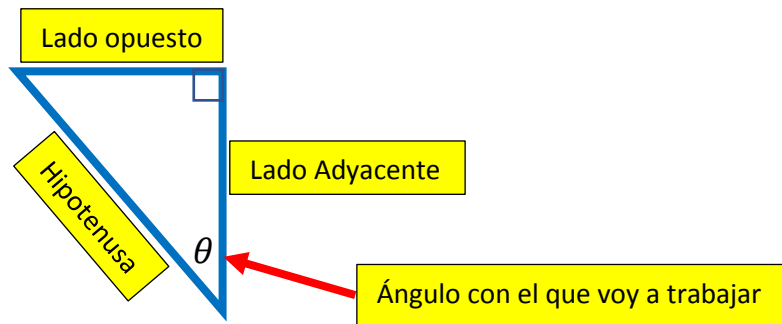 Lado opuesto
Lado Adyacente
Hipotenusa
θ
Ángulo con el que voy a trabajar